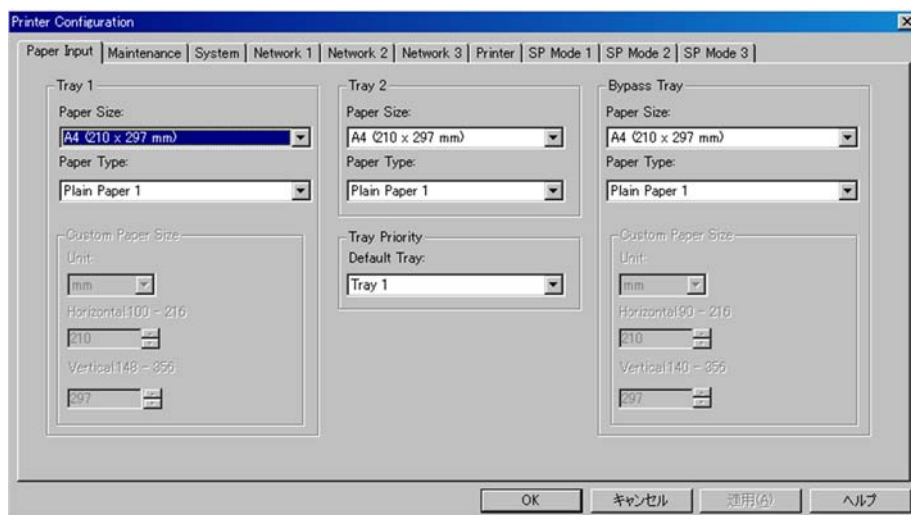 Printer Configuration
Paper Input
Maintenance
System
Network 1
Network 2
Network 3
Printer
SP Mode 1
SP Mode 2
SP Mode 3
Tray 1
Paper Size:
A4 (210 x 297 mm)
Paper Type:
Plain Paper 1
Custom Paper Size
Unit:
mm
Horizontal:100 - 216
210
Vertical:148 - 356
297
Tray 2
Paper Size:
A4 (210 x 297 mm)
Paper Type:
Plain Paper 1
Tray Priority
Default Tray:
Tray 1
Bypass Tray
Paper Size:
A4 (210 x 297 mm)
Paper Type:
Plain Paper 1
Custom Paper Size
Unit:
mm
Horizontal:90 - 216
210
Vertical:140 - 356
297
OK
キャンセル
適用(A)
ヘルプ